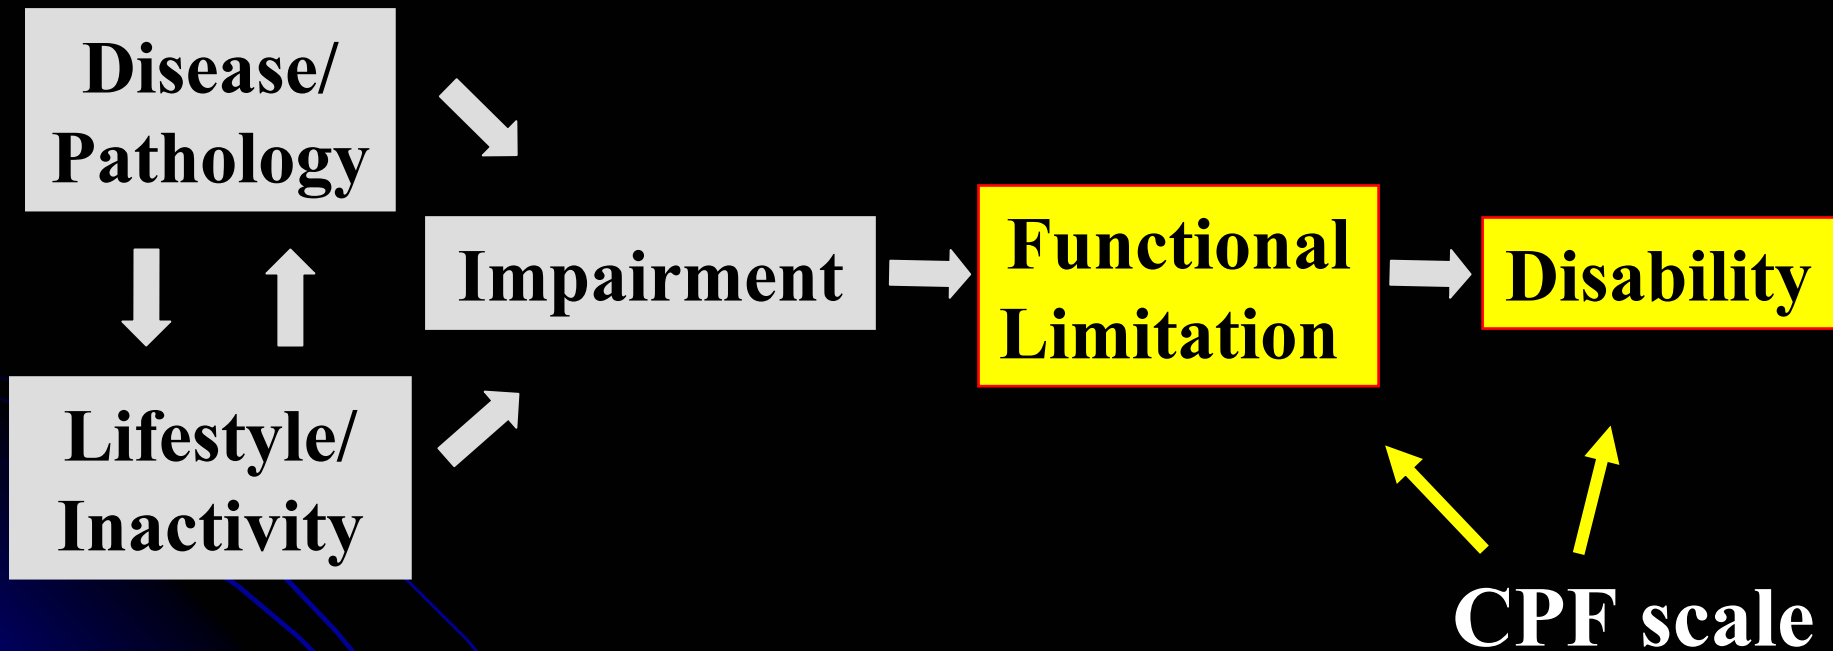 Disease/
Pathology
Lifestyle/
Inactivity
Impairment
Functional
Limitation
Disability
CPF scale